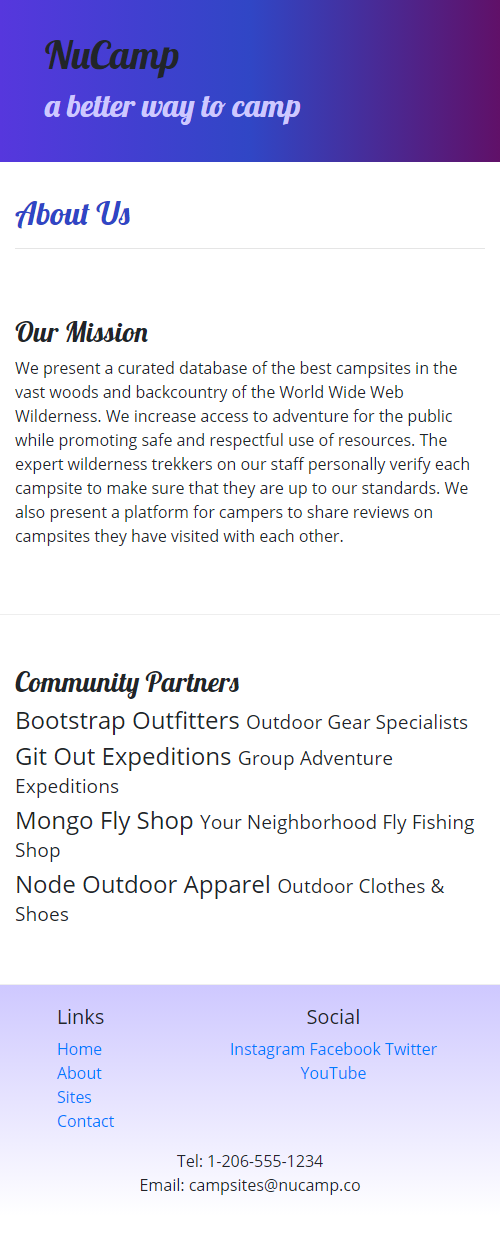 NuCamp
a better way to camp
About Us
Our Mission
We present a curated database of the best campsites in the
vast woods and backcountry of the World Wide Web
Wilderness. We increase access to adventure for the public
while promoting safe and respectful use of resources. The
expert wilderness trekkers on our staff personally verify each
campsite to make sure that they are up to our standards. We
also present a platform for campers to share reviews on
campsites they have visited with each other.
Community Partners
Bootstrap Outfitters Outdoor Gear Specialists
Git Out Expeditions Group Adventure
Expeditions
Mongo Fly Shop Your Neighborhood Fly Fishing
Shop
Node Outdoor Apparel Outdoor Clothes &
Shoes
Links
Home
About
Sites
Contact
Social
Instagram Facebook Twitter
YouTube
Tel: 1-206-555-1234
Email: campsites@nucamp.co